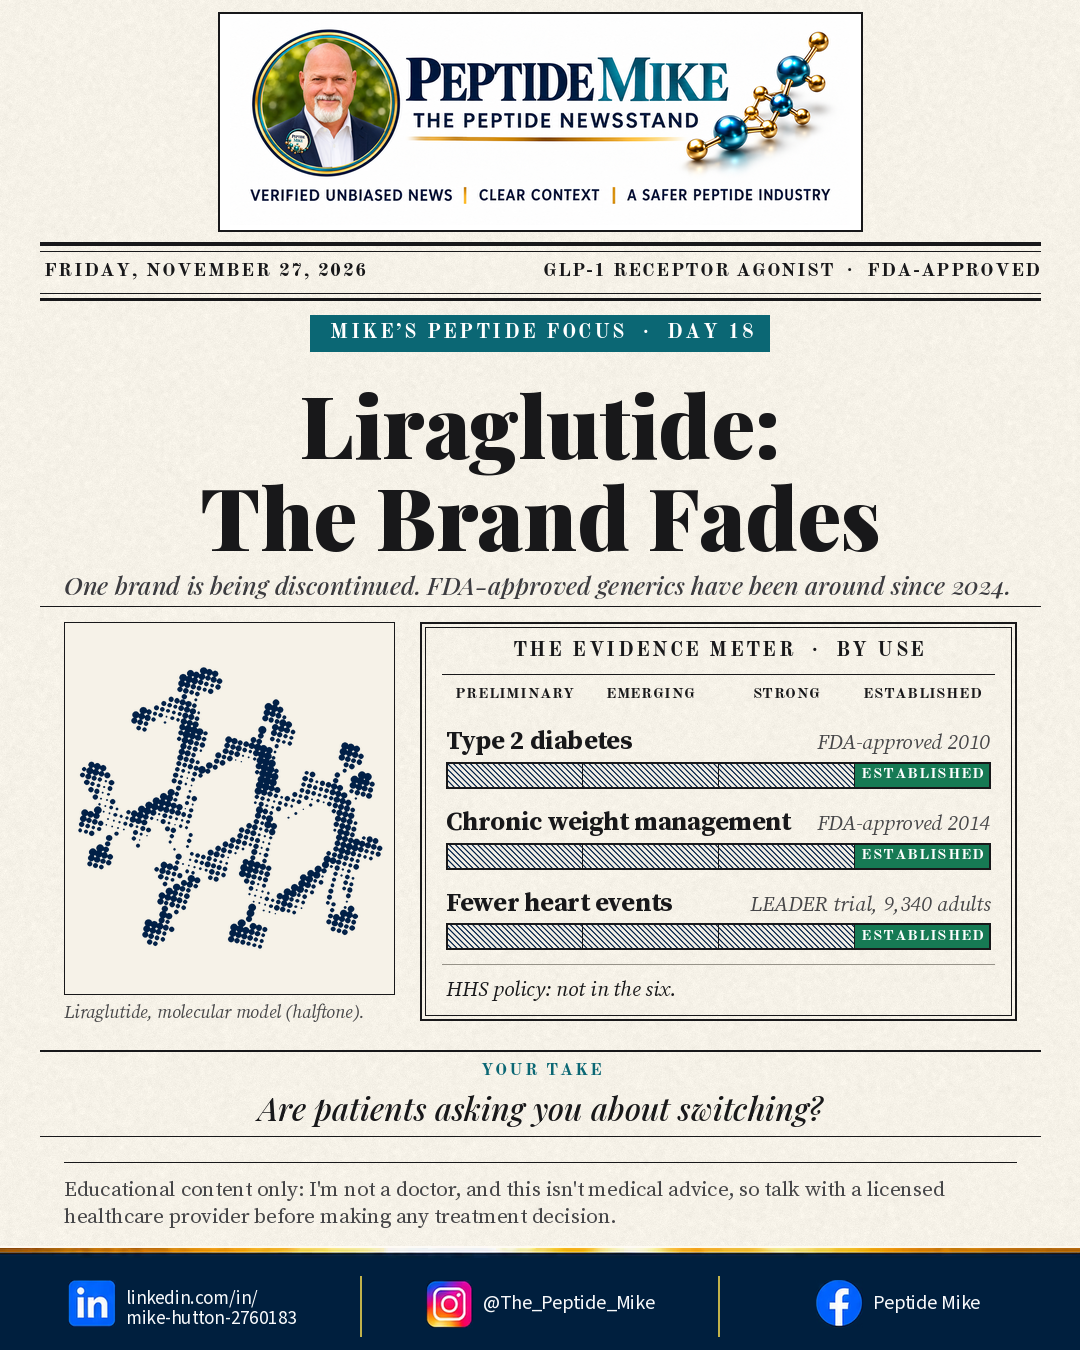 PEPTIDEMIKE
THE PEPTIDE NEWSSTAND
VERIFIED UNBIASED NEWS | CLEAR CONTEXT | A SAFER PEPTIDE INDUSTRY
FRIDAY, NOVEMBER 27, 2026
GLP-1 RECEPTOR AGONIST · FDA-APPROVED
MIKE’S PEPTIDE FOCUS · DAY 18
Liraglutide:
The Brand Fades
One brand is being discontinued. FDA-approved generics have been around since 2024.
Liraglutide, molecular model (halftone).
THE EVIDENCE METER · BY USE
PRELIMINARY EMERGING STRONG ESTABLISHED
Type 2 diabetes FDA-approved 2010
ESTABLISHED
Chronic weight management FDA-approved 2014
ESTABLISHED
Fewer heart events LEADER trial, 9,340 adults
ESTABLISHED
HHS policy: not in the six.
YOUR TAKE
Are patients asking you about switching?
Educational content only: I'm not a doctor, and this isn't medical advice, so talk with a licensed
healthcare provider before making any treatment decision.
linkedin.com/in/
mike-hutton-2760183
@The_Peptide_Mike
Peptide Mike